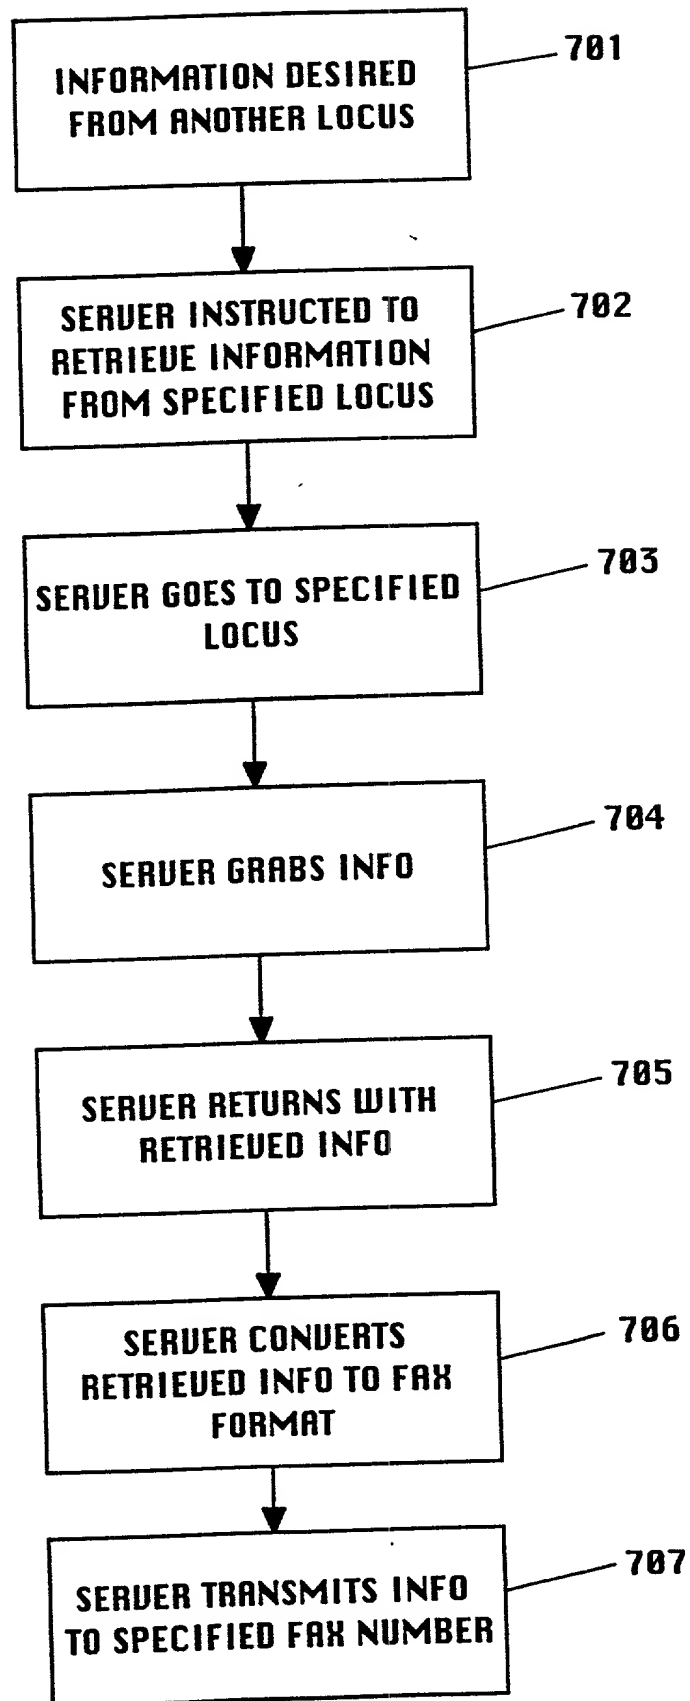 INFORMATION DESIRED
FROM ANOTHER LOCUS
701
SERVER INSTRUCTED TO
RETRIEVE INFORMATION
FROM SPECIFIED LOCUS
702
SERVER GOES TO SPECIFIED
LOCUS
703
SERVER GRABS INFO
704
SERVER RETURNS WITH
RETRIEVED INFO
705
SERVER CONVERTS
RETRIEVED INFO TO FAX
FORMAT
706
SERVER TRANSMITS INFO
TO SPECIFIED FAX NUMBER
707